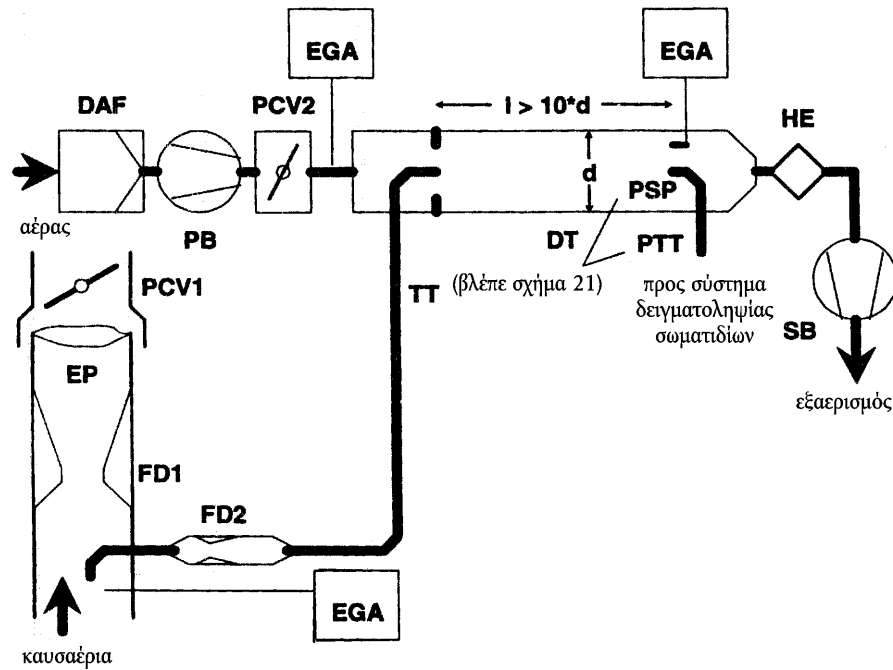 EGA
EGA
DAF
PCV2
l > 10*d
HE
d
PSP
αέρας
PB
DT
PTT
PCV1
TT
(βλέπε σχήμα 21)
προς σύστημα
δειγματοληψίας
σωματιδίων
SB
EP
εξαερισμός
FD1
FD2
EGA
καυσαέρια